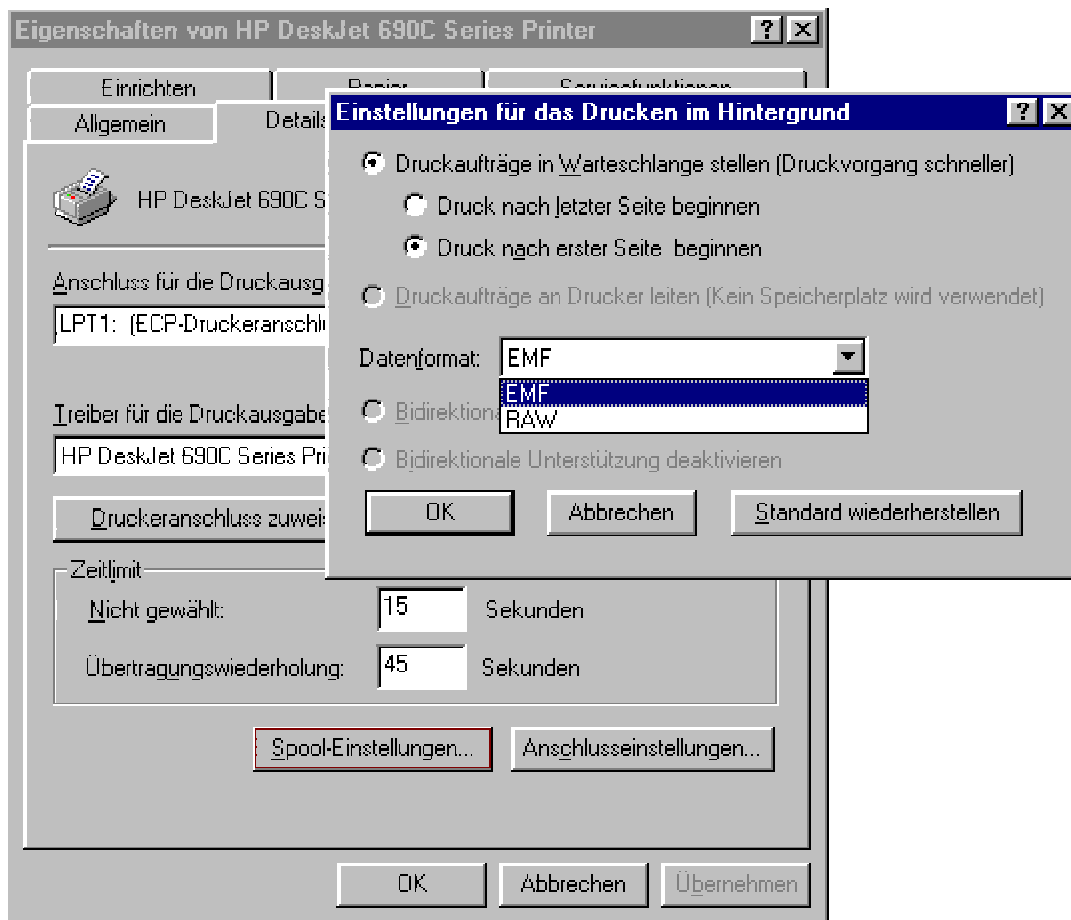 Eigenschaften von HP DeskJet 690C Series Printer
Einrichten Papier Servicefunktionen
Allgemein Details
HP DeskJet 690C S
Anschluss für die Druckausg
LPT1: (ECP-Druckeranschlu
Treiber für die Druckausgabe
HP DeskJet 690C Series Pri
Druckeranschluss zuweis
Zeitlimit
Nicht gewählt: 15 Sekunden
Übertragungswiederholung: 45 Sekunden
Spool-Einstellungen... Anschlusseinstellungen...
OK Abbrechen Übernehmen
Einstellungen für das Drucken im Hintergrund
Druckaufträge in Warteschlange stellen (Druckvorgang schneller)
Druck nach letzter Seite beginnen
Druck nach erster Seite beginnen
Druckaufträge an Drucker leiten (Kein Speicherplatz wird verwendet)
Datenformat: EMF
EMF
RAW
Bidirektiona
Bidirektionale Unterstützung deaktivieren
OK Abbrechen Standard wiederherstellen